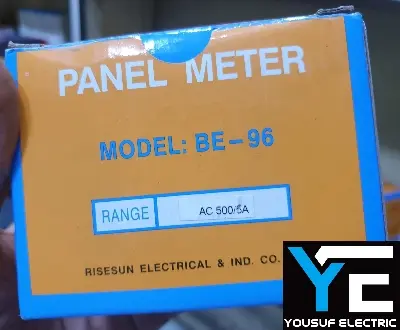 PANEL METER
MODEL: BE-96
RANGE AC 500/5A
RISESUN ELECTRICAL & IND. CO.
YE
YOUSUF ELECTRIC